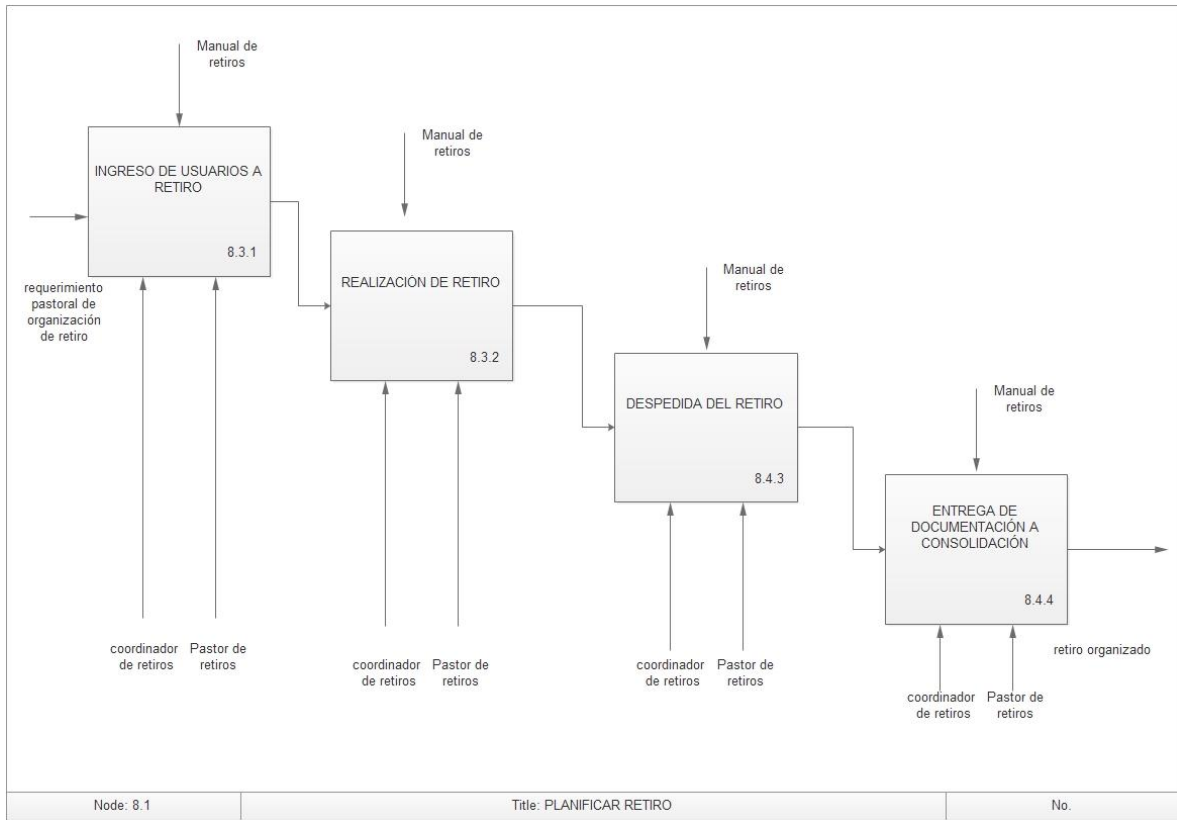 Manual de
retiros
INGRESO DE USUARIOS A
RETIRO
8.3.1
requerimiento
pastoral de
organización
de retiro
coordinador
de retiros
Pastor de
retiros
Manual de
retiros
REALIZACIÓN DE RETIRO
8.3.2
coordinador
de retiros
Pastor de
retiros
Manual de
retiros
DESPEDIDA DEL RETIRO
8.4.3
coordinador
de retiros
Pastor de
retiros
Manual de
retiros
ENTREGA DE
DOCUMENTACIÓN A
CONSOLIDACIÓN
8.4.4
retiro organizado
coordinador
de retiros
Pastor de
retiros
Node: 8.1
Title: PLANIFICAR RETIRO
No.